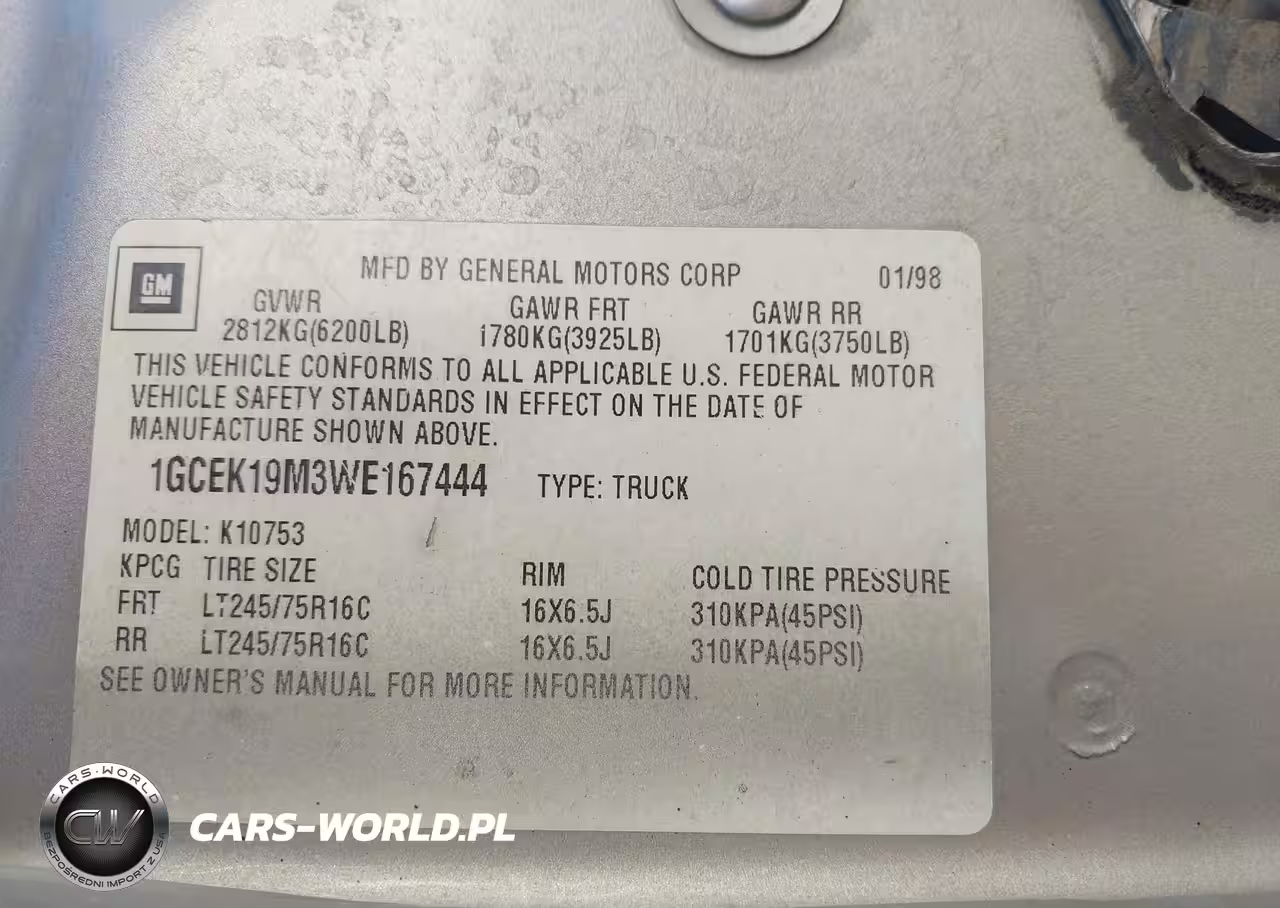 GM
MFD BY GENERAL MOTORS CORP 01/98
GVWR GAWR FRT GAWR RR
2812KG(6200LB) 1780KG(3925LB) 1701KG(3750LB)
THIS VEHICLE CONFORMS TO ALL APPLICABLE U.S. FEDERAL MOTOR
VEHICLE SAFETY STANDARDS IN EFFECT ON THE DATE OF
MANUFACTURE SHOWN ABOVE.
1GCEK19M3WE167444 TYPE: TRUCK
MODEL: K10753
KPCG TIRE SIZE RIM COLD TIRE PRESSURE
FRT LT245/75R16C 16X6.5J 310KPA(45PSI)
RR LT245/75R16C 16X6.5J 310KPA(45PSI)
SEE OWNER'S MANUAL FOR MORE INFORMATION.
CARS-WORLD
CW
BEZPOŚREDNI IMPORT Z USA
CARS-WORLD.PL